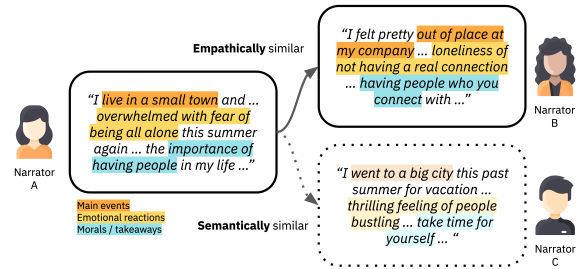 Empathically similar
“I felt pretty out of place at
my company ... loneliness of
not having a real connection
... having people who you
connect with ...”
Narrator
B
“I live in a small town and ...
overwhelmed with fear of
being all alone this summer
again ... the importance of
having people in my life ...”
Narrator
A
Main events
Emotional reactions
Morals / takeaways
Semantically similar
“I went to a big city this past
summer for vacation ...
thrilling feeling of people
bustling ... take time for
yourself ... “
Narrator
C